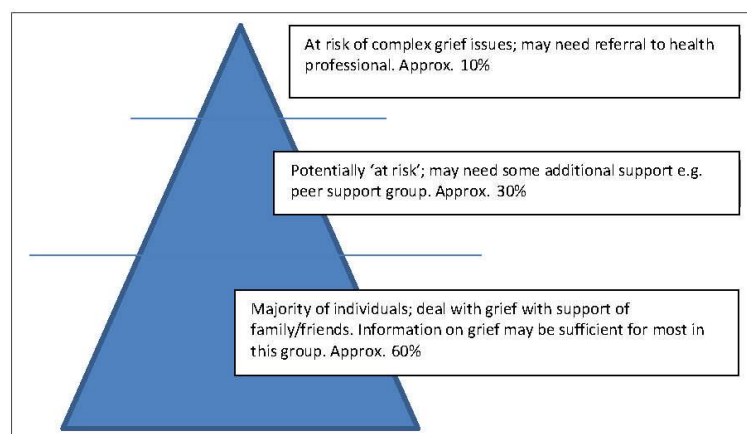 At risk of complex grief issues; may need referral to health
professional. Approx. 10%
Potentially ‘at risk’; may need some additional support e.g.
peer support group. Approx. 30%
Majority of individuals; deal with grief with support of
family/friends. Information on grief may be sufficient for most in
this group. Approx. 60%